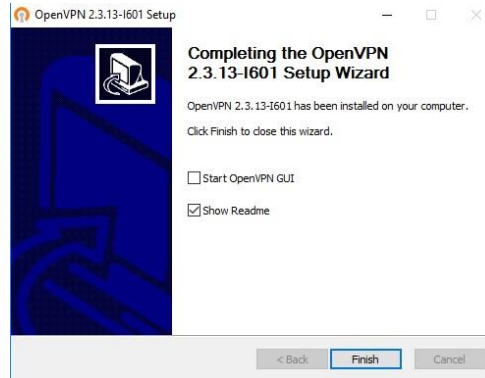 OpenVPN 2.3.13-I601 Setup
Completing the OpenVPN
2.3.13-I601 Setup Wizard
OpenVPN 2.3.13-I601 has been installed on your computer.
Click Finish to close this wizard.
Start OpenVPN GUI
Show Readme
< Back Finish Cancel